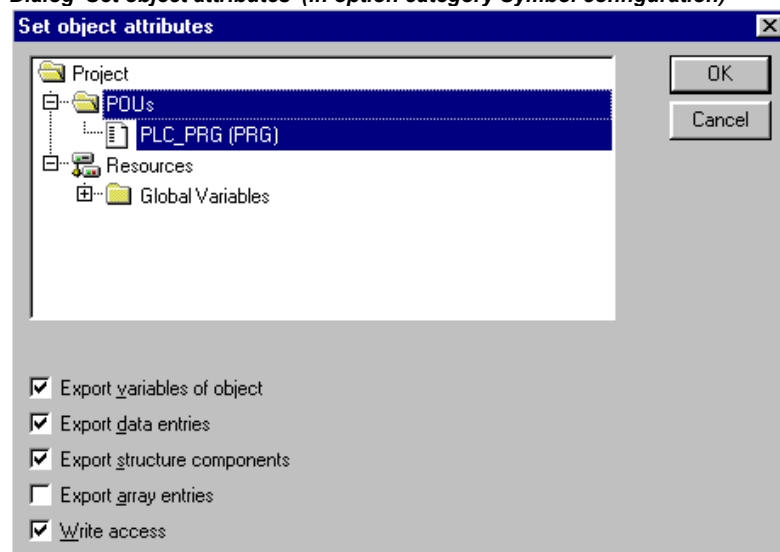 Dialog 'Set object attributes' (in option category Symbol configuration)
Set object attributes
Project
OK
POUs
Cancel
PLC_PRG (PRG)
Resources
Global Variables
Export variables of object
Export data entries
Export structure components
Export array entries
Write access